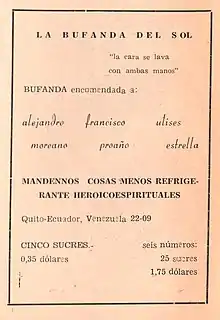 LA BUFANDA DEL SOL
"la cara se lava
con ambas manos"
BUFANDA encomendada a:
alejandro francisco ulises
moreano proaño estrella
MANDENNOS COSAS MENOS REFRIGE-
RANTE HEROICOESPIRITUALES
Quito-Ecuador, Venezuela 22-09
CINCO SUCRES.- seis números:
0,35 dólares 25 sucres
1,75 dólares